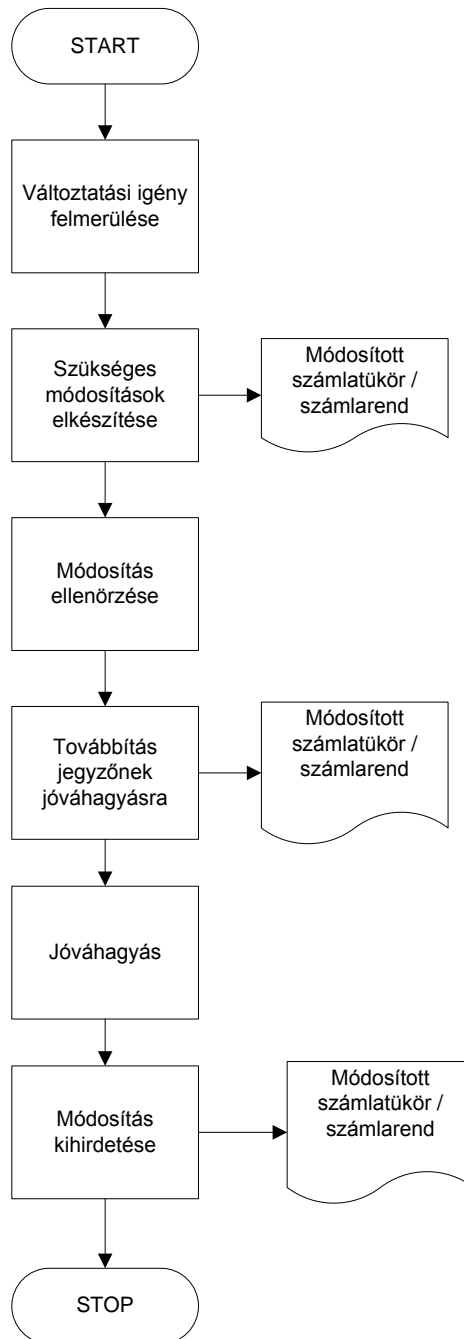 START
Változtatási igény
felmerülése
Szükséges
módosítások
elkészítése
Módosított
számlatükör /
számlarend
Módosítás
ellenörzése
Továbbítás
jegyzőnek
jóváhagyásra
Módosított
számlatükör /
számlarend
Jóváhagyás
Módosítás
kihirdetése
Módosított
számlatükör /
számlarend
STOP